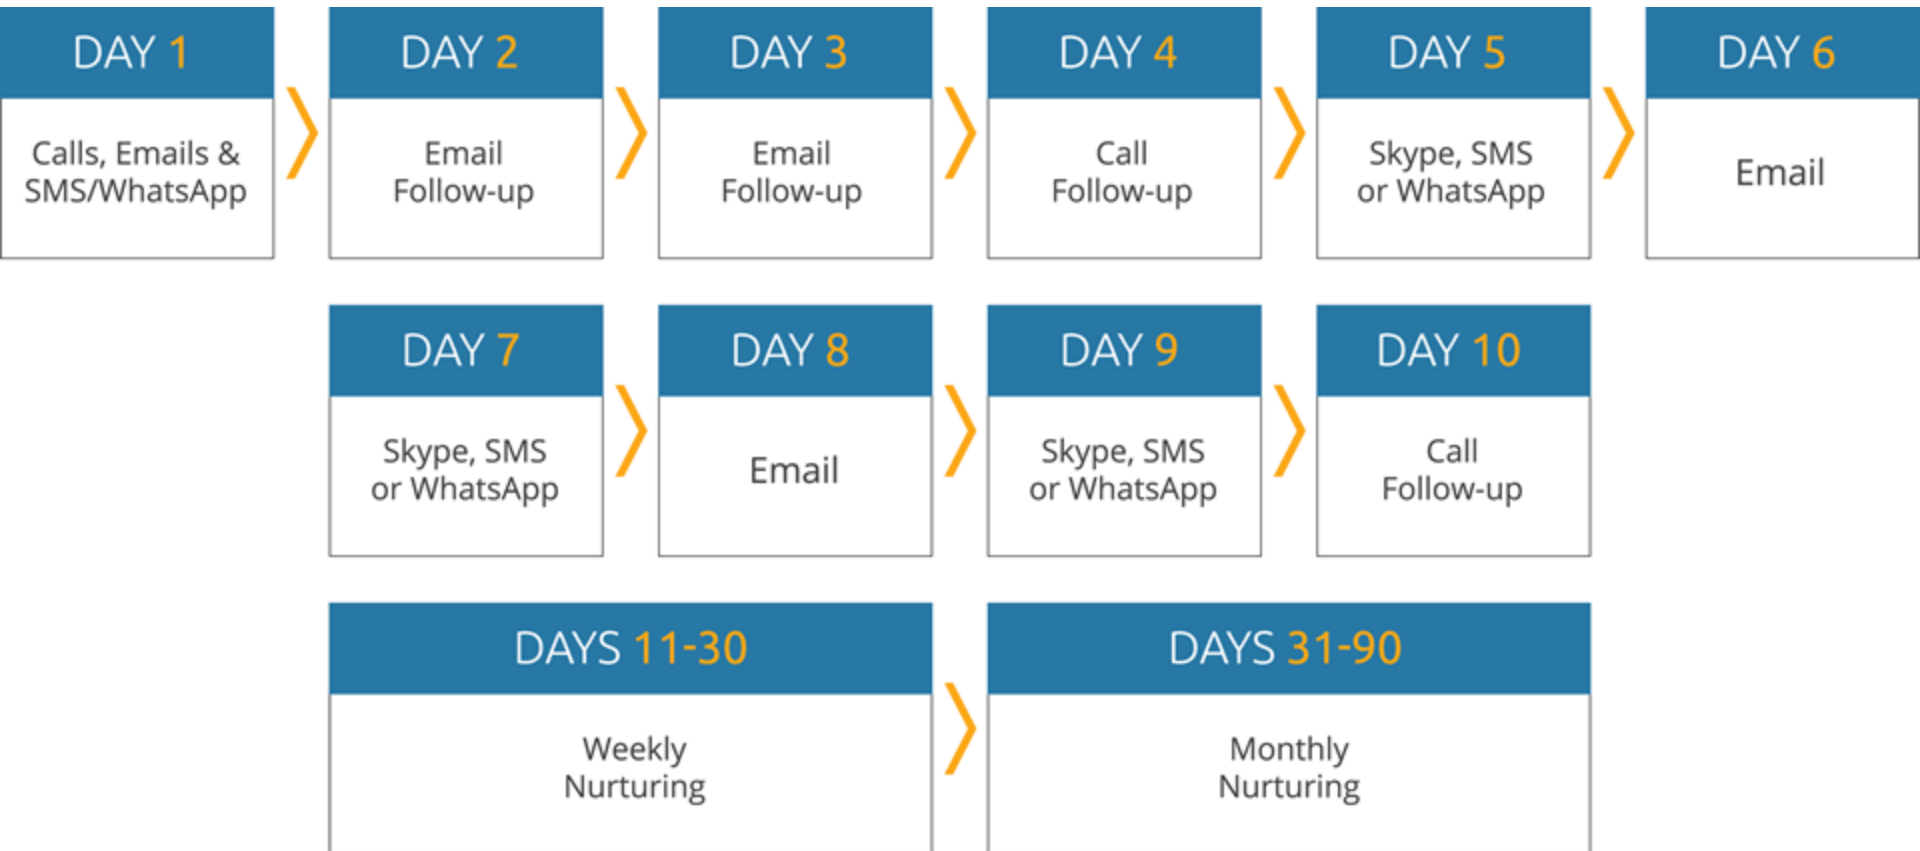 DAY 1
Calls, Emails &
SMS/WhatsApp
DAY 2
Email
Follow-up
DAY 3
Email
Follow-up
DAY 4
Call
Follow-up
DAY 5
Skype, SMS
or WhatsApp
DAY 6
Email
DAY 7
Skype, SMS
or WhatsApp
DAY 8
Email
DAY 9
Skype, SMS
or WhatsApp
DAY 10
Call
Follow-up
DAYS 11-30
Weekly
Nurturing
DAYS 31-90
Monthly
Nurturing